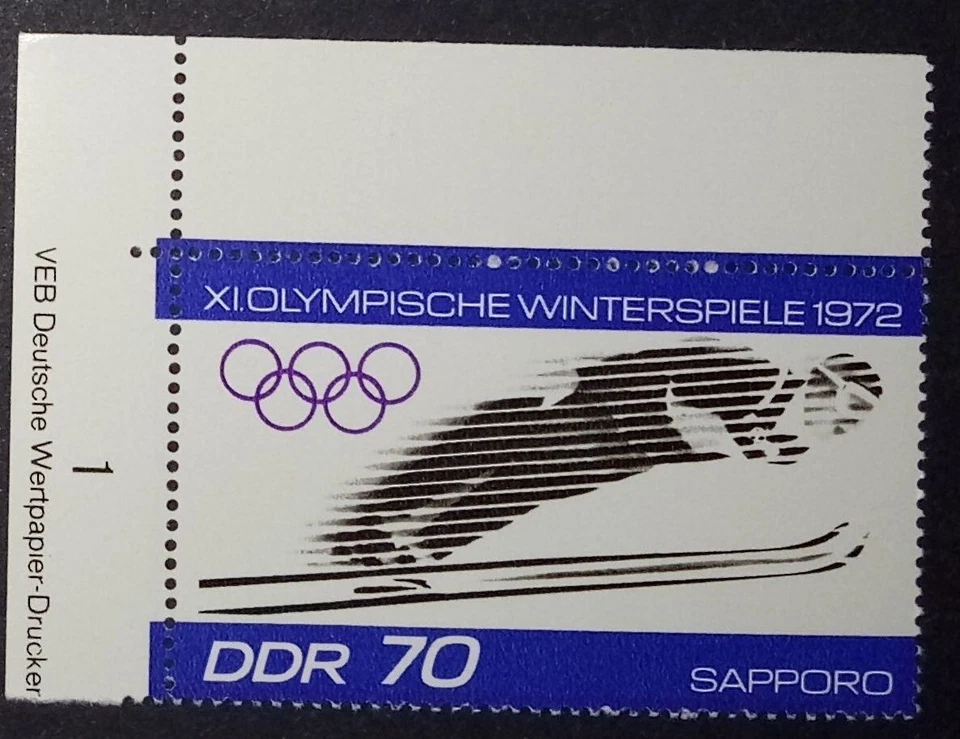 XI.OLYMPISCHE WINTERSPIELE 1972
DDR 70
SAPPORO
VEB Deutsche Wertpapier-Drucker
1